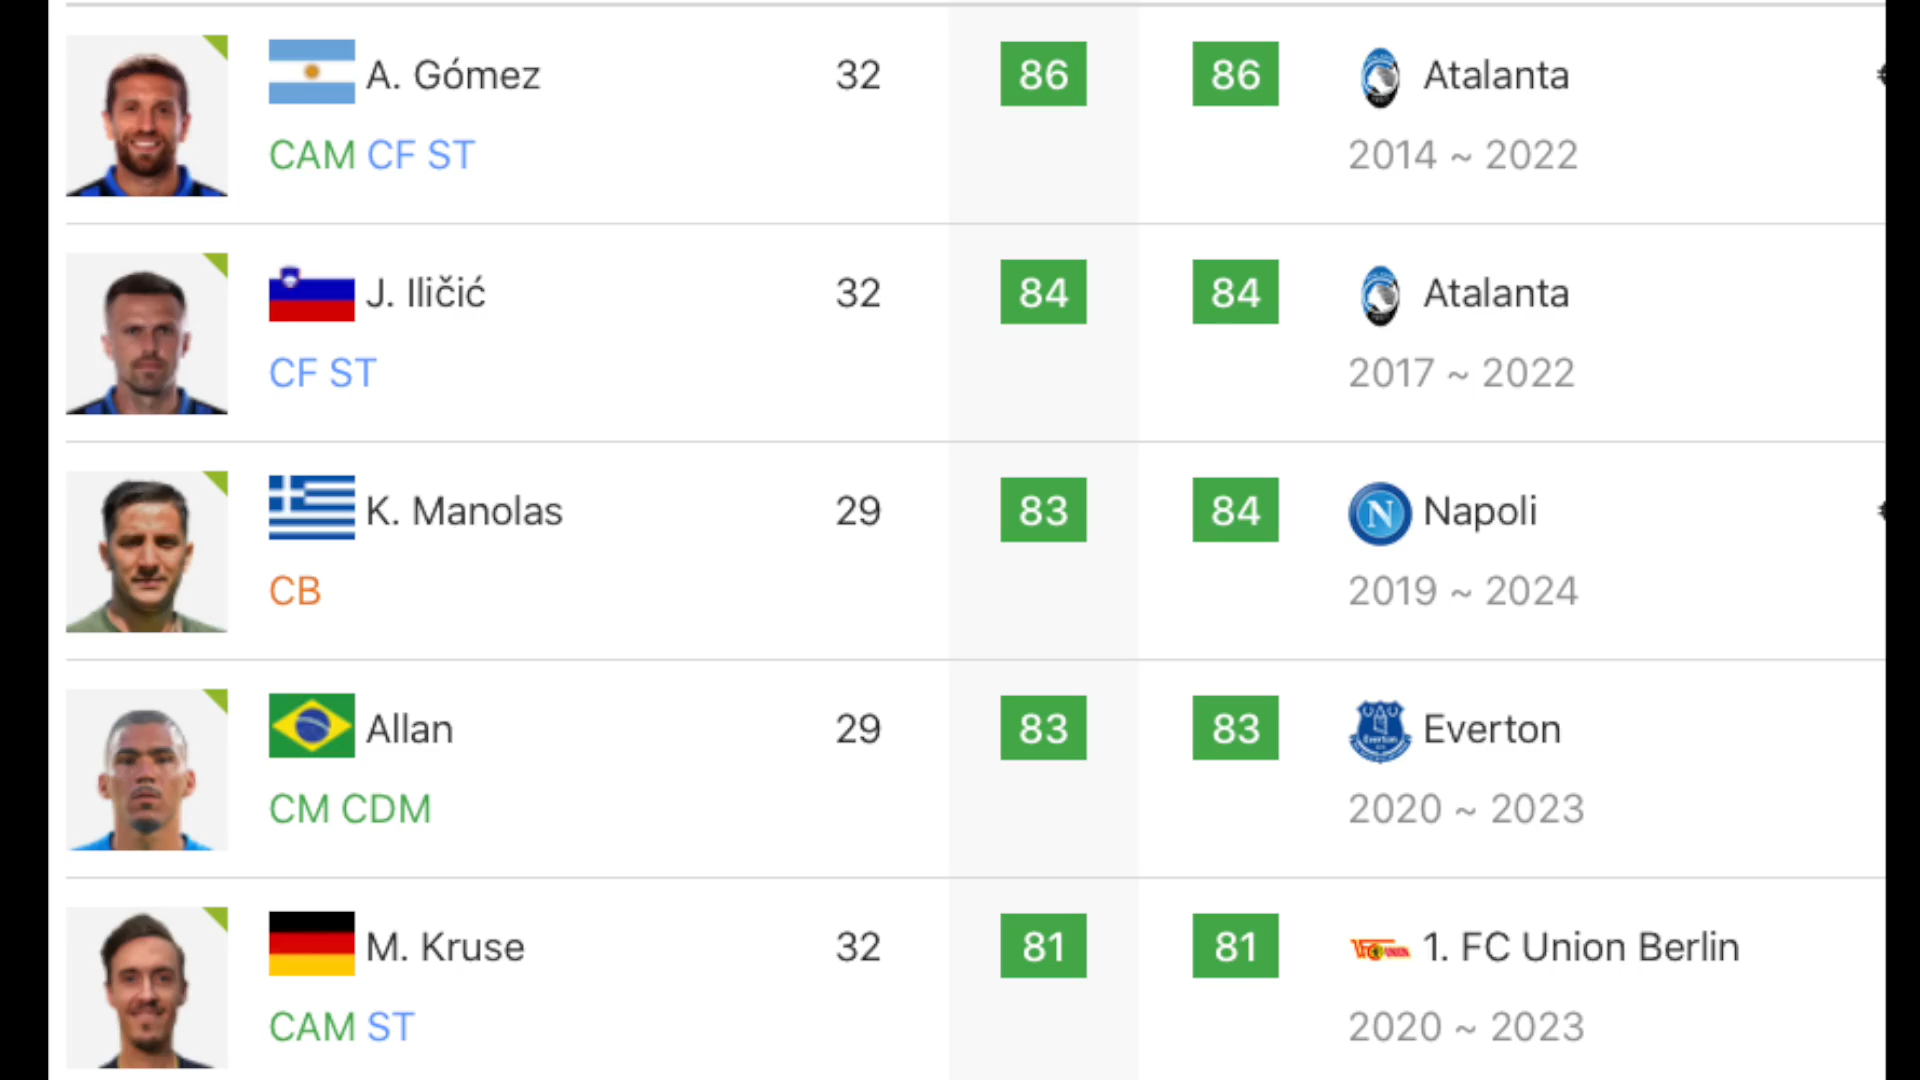 A. Gómez 32 86 86 Atalanta
CAM CF ST 2014 ~ 2022
J. Iličić 32 84 84 Atalanta
CF ST 2017 ~ 2022
K. Manolas 29 83 84 N Napoli
CB 2019 ~ 2024
Allan 29 83 83 Everton Everton
CM CDM 2020 ~ 2023
M. Kruse 32 81 81 1. FC Union Berlin
CAM ST 2020 ~ 2023